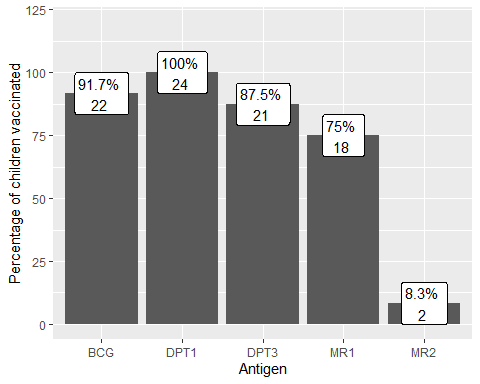 Percentage of children vaccinated
125
100
75
50
25
0
91.7%
22
100%
24
87.5%
21
75%
18
8.3%
2
BCG
DPT1
DPT3
MR1
MR2
Antigen